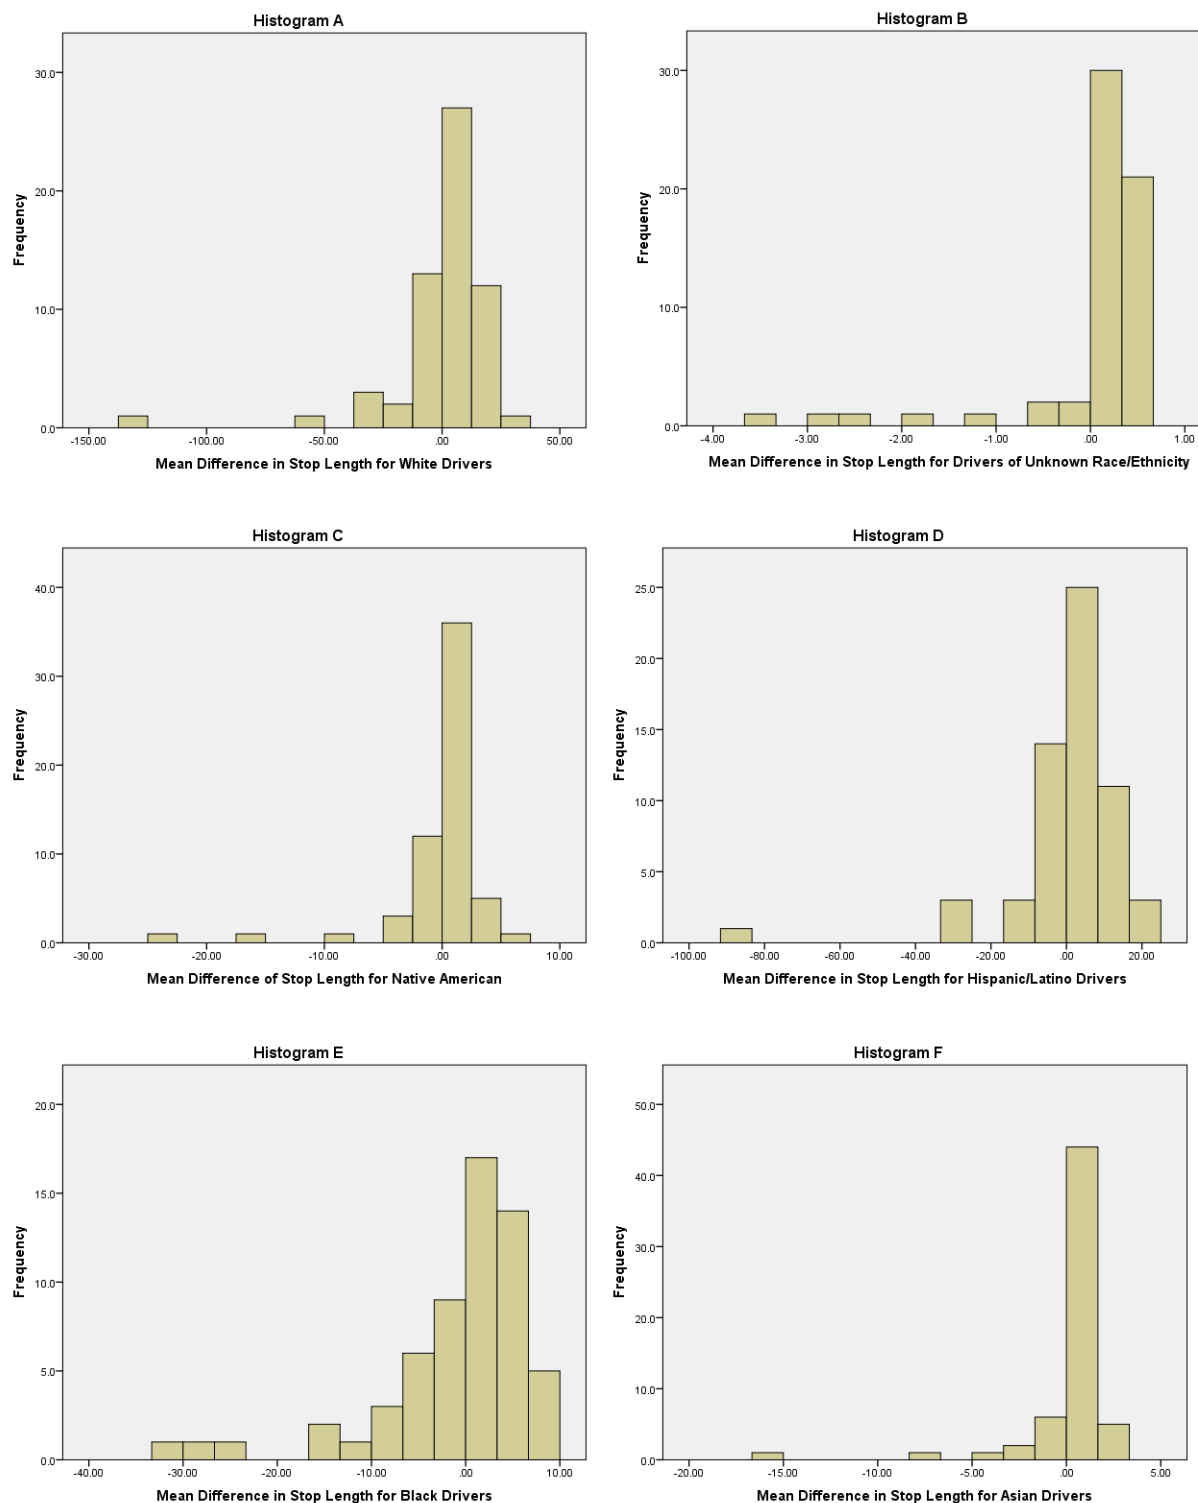 Histogram A
30.0
20.0
10.0
0.0
Frequency
-150.00 -100.00 -50.00 .00 50.00
Mean Difference in Stop Length for White Drivers
Histogram B
30.0
20.0
10.0
0.0
Frequency
-4.00 -3.00 -2.00 -1.00 .00 1.00
Mean Difference in Stop Length for Drivers of Unknown Race/Ethnicity
Histogram C
40.0
30.0
20.0
10.0
0.0
Frequency
-30.00 -20.00 -10.00 .00 10.00
Mean Difference of Stop Length for Native American
Histogram D
25.0
20.0
15.0
10.0
5.0
0.0
Frequency
-100.00 -80.00 -60.00 -40.00 -20.00 .00 20.00
Mean Difference in Stop Length for Hispanic/Latino Drivers
Histogram E
20.0
15.0
10.0
5.0
0.0
Frequency
-40.00 -30.00 -20.00 -10.00 .00 10.00
Mean Difference in Stop Length for Black Drivers
Histogram F
50.0
40.0
30.0
20.0
10.0
0.0
Frequency
-20.00 -15.00 -10.00 -5.00 .00 5.00
Mean Difference in Stop Length for Asian Drivers